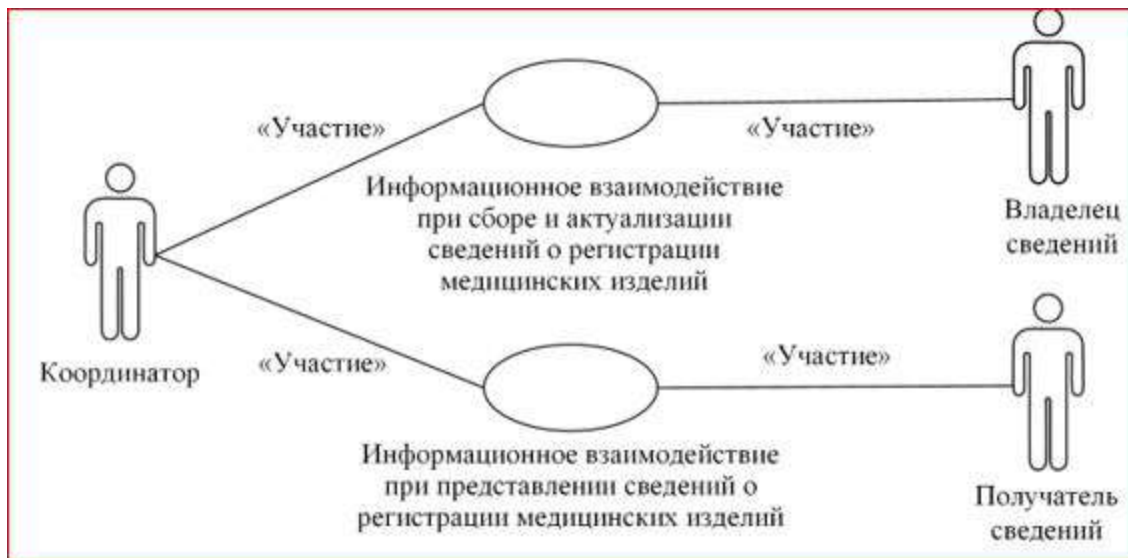 «Участие»
«Участие»
Информационное взаимодействие
при сборе и актуализации
сведений о регистрации
медицинских изделий
Владелец
сведений
Координатор
«Участие»
«Участие»
Информационное взаимодействие
при представлении сведений о
регистрации медицинских изделий
Получатель
сведений